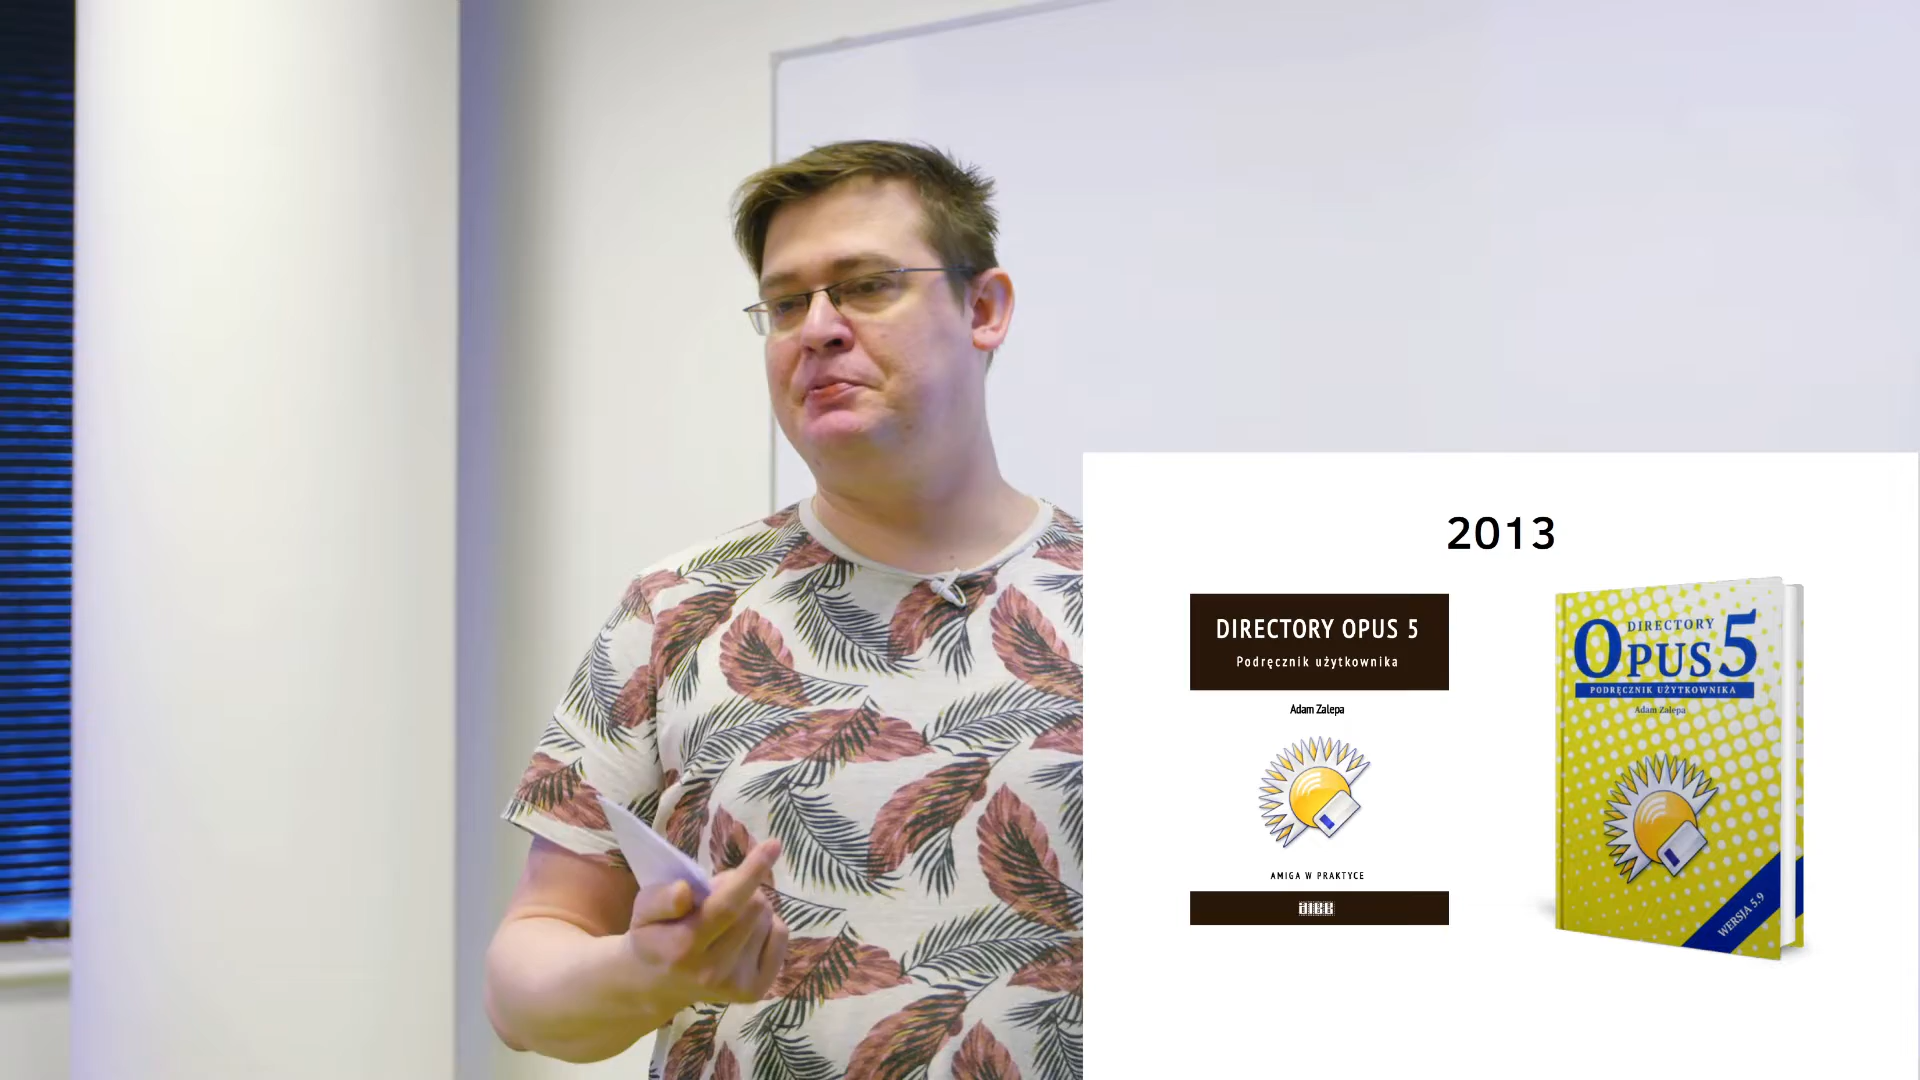 2013
DIRECTORY OPUS 5
Podręcznik użytkownika
Adam Zalepa
AMIGA W PRAKTYCE
DIRECTORY
OPUS 5
PODRĘCZNIK UŻYTKOWNIKA
Adam Zalepa
WERSJA 5.9